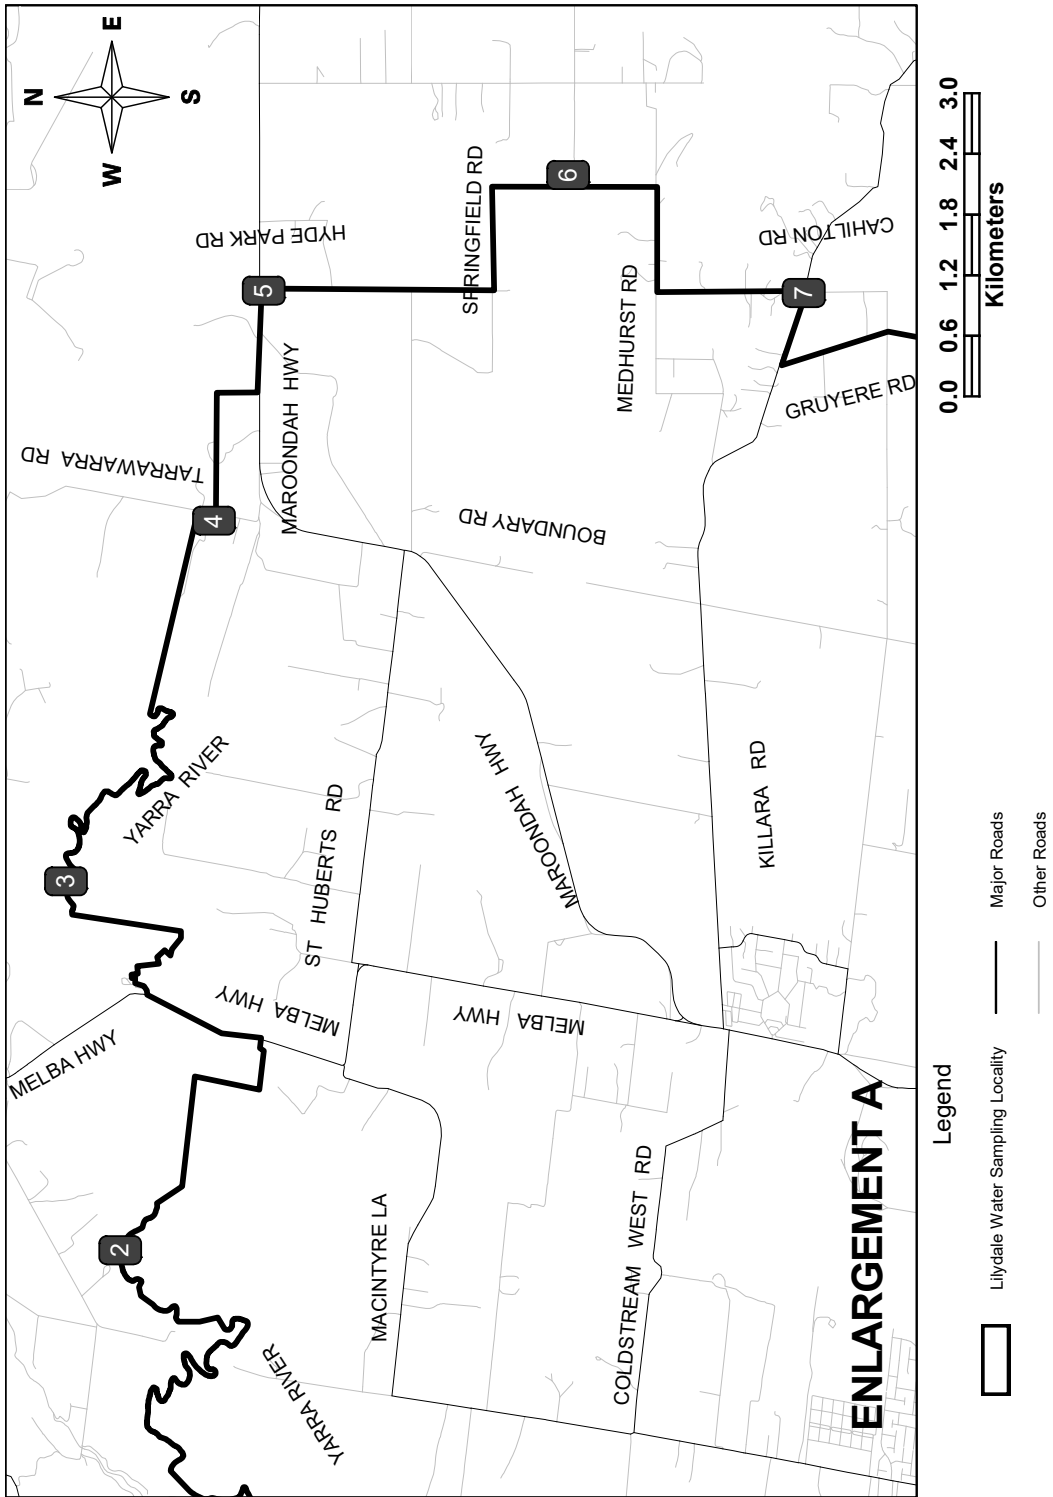 N
E
S
W
MELBA HWY
YARRA RIVER
TARRAWARRA RD
HYDE PARK RD
MAROONDAH HWY
SPRINGFIELD RD
MEDHURST RD
CAHILTON RD
GRUYERE RD
BOUNDARY RD
ST HUBERTS RD
MELBA HWY
MELBA HWY
MAROONDAH HWY
KILLARA RD
YARRA RIVER
MACINTYRE LA
COLDSTREAM WEST RD
2
3
4
5
6
7
ENLARGEMENT A
Legend
Lilydale Water Sampling Locality
Major Roads
Other Roads
0.0 0.6 1.2 1.8 2.4 3.0
Kilometers